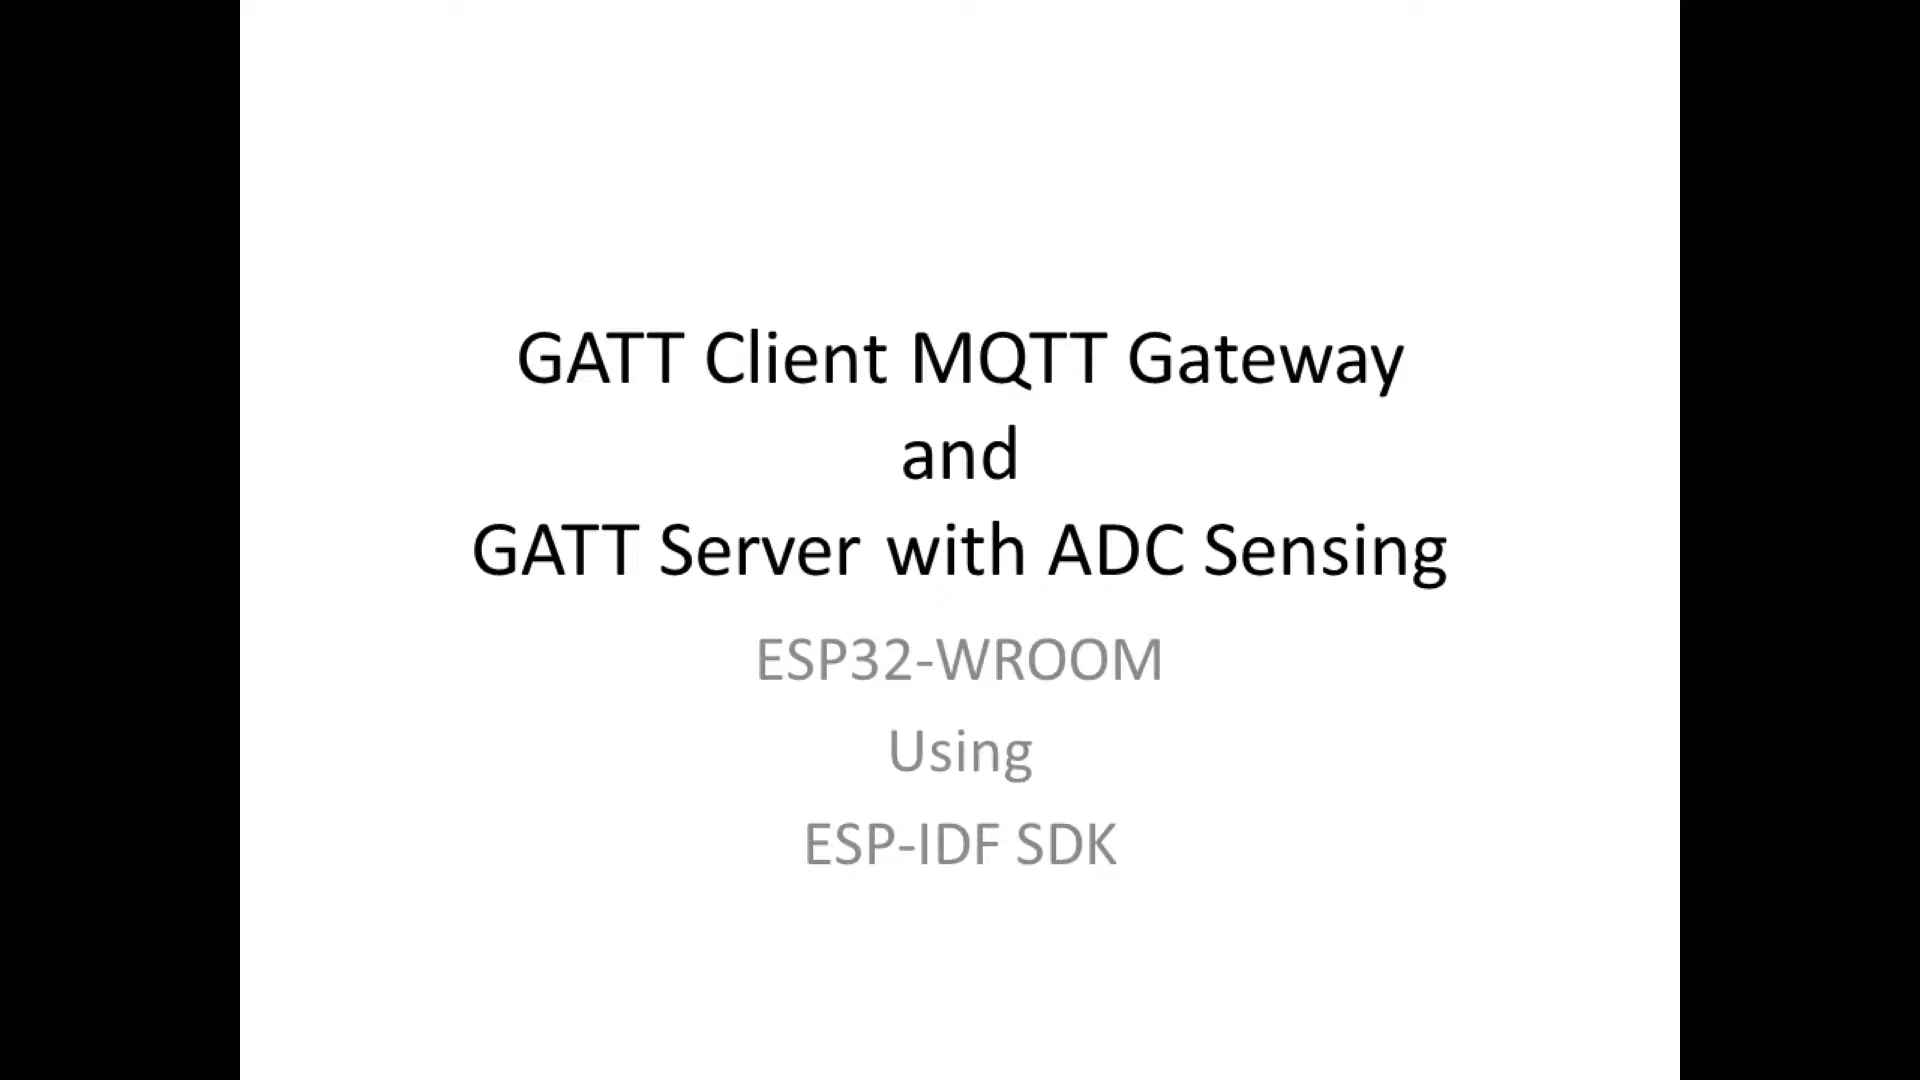 GATT Client MQTT Gateway
and
GATT Server with ADC Sensing
ESP32-WROOM
Using
ESP-IDF SDK